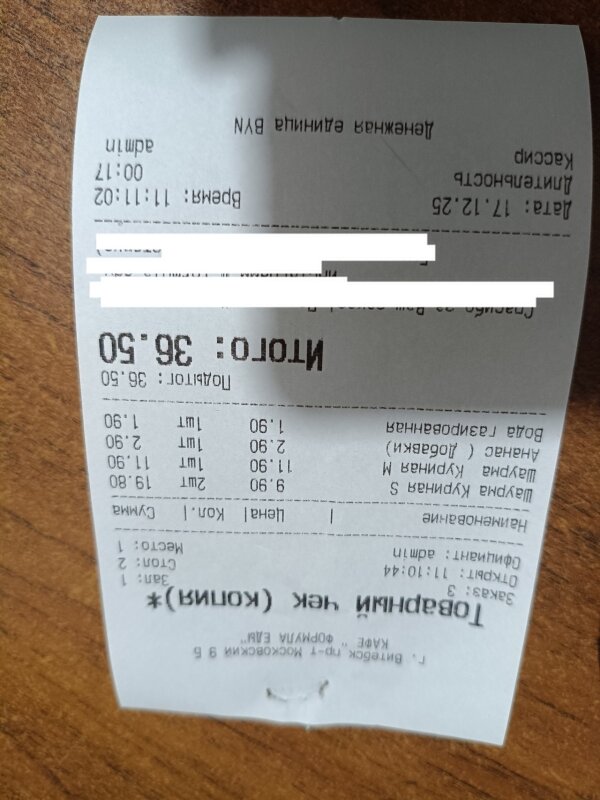 г. Витебск пр-т Московский 9 Б
КАФЕ " ФОРМУЛА ЕДЫ"
Товарный чек (копия)*
Заказ: 3 Зал: 1
Открыт: 11:10:44 Стол: 2
Официант: admin Место: 1
Наименование | Цена| Кол.| Сумма
Шаурма Куриная S 9.90 2шт 19.80
Шаурма Куриная М 11.90 1шт 11.90
Ананас ( Добавки) 2.90 1шт 2.90
Вода газированная 1.90 1шт 1.90
Подытог: 36.50
Итого: 36.50
Спасибо за Ваш заказ!
Дата: 17.12.25 Время: 11:11:02
Длительность 00:17
Кассир admin
Денежная единица BYN